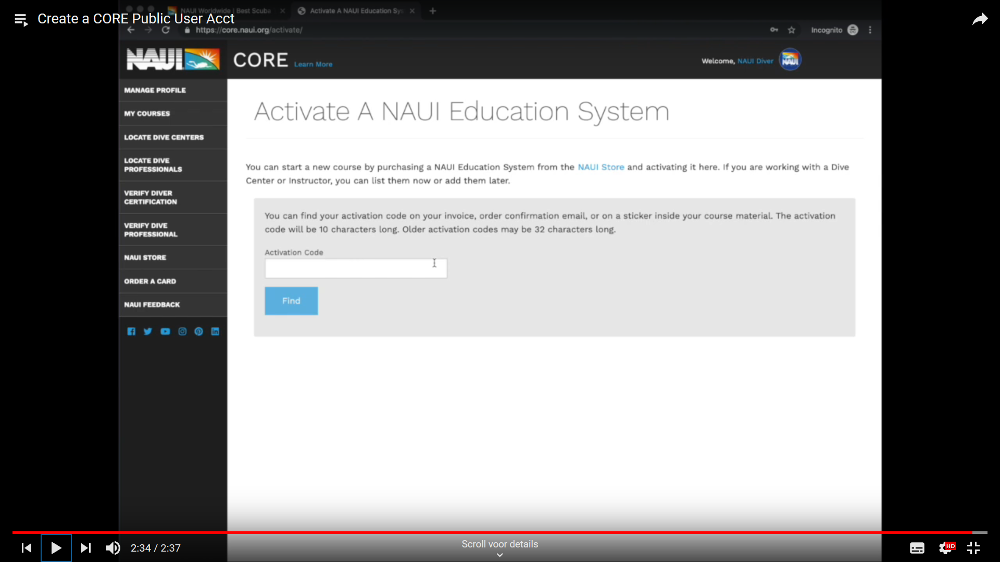 NAUI Worldwide | Best Scuba
Activate A NAUI Education Sys
Create a CORE Public User Acct
https://core.naui.org/activate/
Incognito
NAUI
CORE
Learn More
Welcome, NAUI Diver
NAUI
MANAGE PROFILE
MY COURSES
LOCATE DIVE CENTERS
LOCATE DIVE
PROFESSIONALS
VERIFY DIVER
CERTIFICATION
VERIFY DIVE
PROFESSIONAL
NAUI STORE
ORDER A CARD
NAUI FEEDBACK
Activate A NAUI Education System
You can start a new course by purchasing a NAUI Education System from the NAUI Store and activating it here. If you are working with a Dive
Center or Instructor, you can list them now or add them later.
You can find your activation code on your invoice, order confirmation email, or on a sticker inside your course material. The activation
code will be 10 characters long. Older activation codes may be 32 characters long.
Activation Code
Find
2:34 / 2:37
Scroll voor details
HD